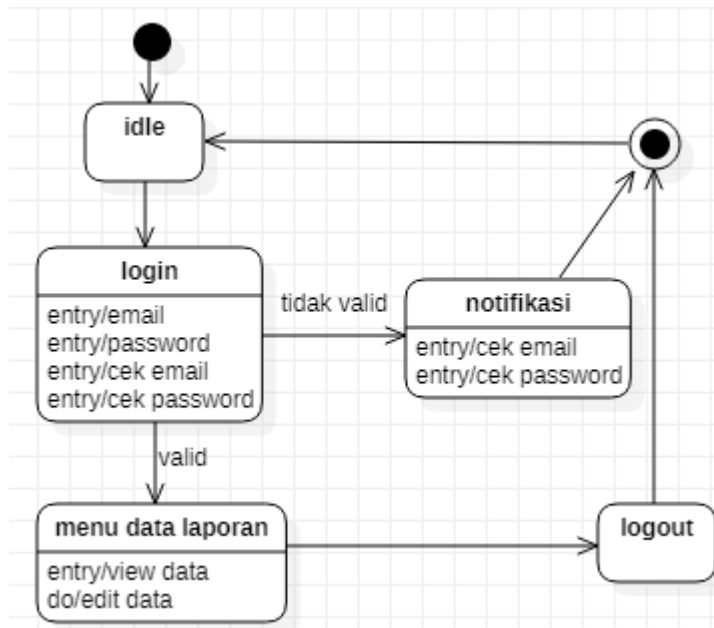 idle
login
entry/email
entry/password
entry/cek email
entry/cek password
tidak valid
notifikasi
entry/cek email
entry/cek password
valid
menu data laporan
entry/view data
do/edit data
logout